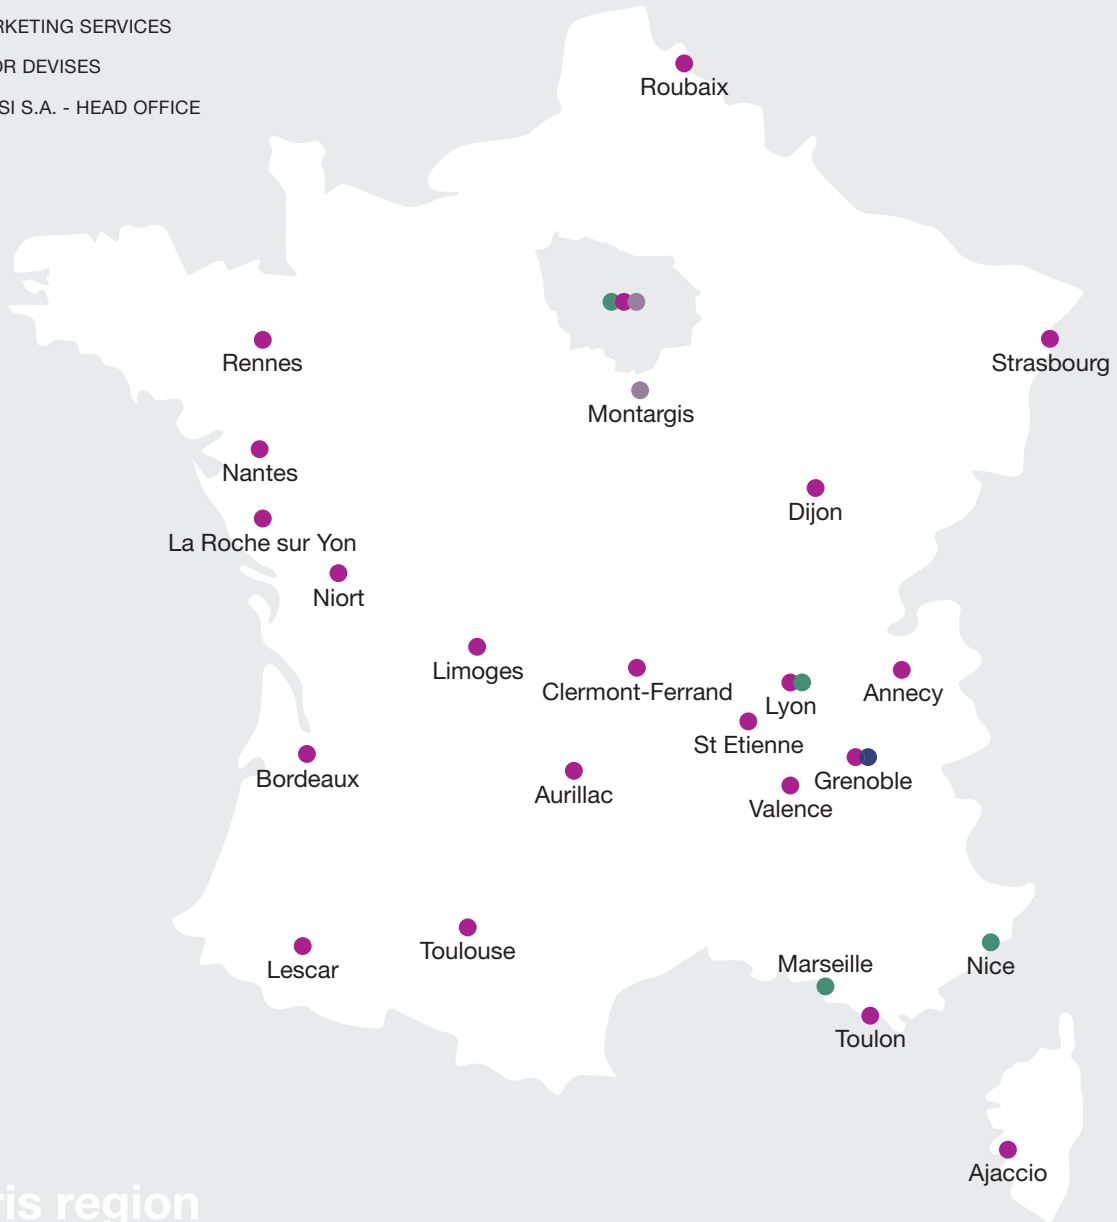 RKETING SERVICES
OR DEVISES
SI S.A. - HEAD OFFICE
Roubaix
Rennes
Strasbourg
Montargis
Nantes
Dijon
La Roche sur Yon
Niort
Limoges
Clermont-Ferrand
Lyon
Annecy
St Etienne
Bordeaux
Grenoble
Aurillac
Valence
Toulouse
Lescar
Marseille
Nice
Toulon
Ajaccio
ris region